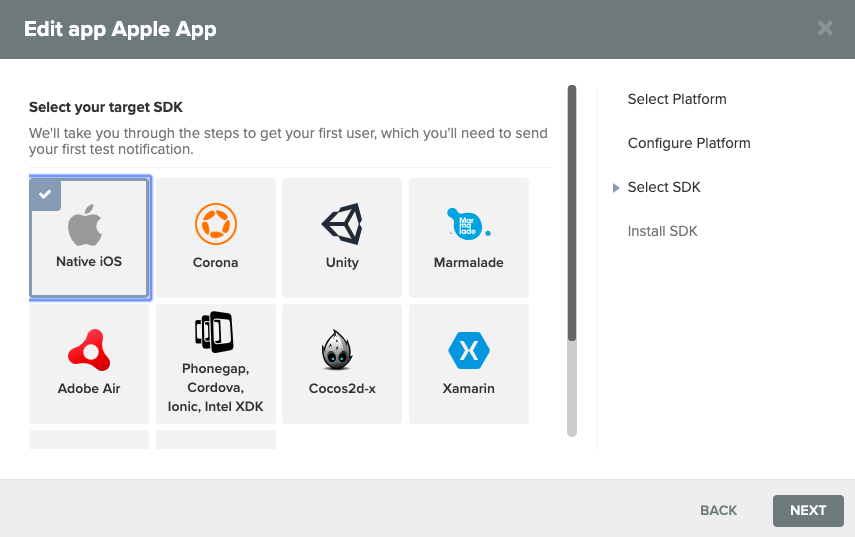 Edit app Apple App
Select your target SDK
We'll take you through the steps to get your first user, which you'll need to send
your first test notification.
Native iOS
Corona
Unity
Marmalade
Mar
ma
lade
Adobe Air
Phonegap,
Cordova,
Ionic, Intel XDK
Cocos2d-x
Xamarin
Select Platform
Configure Platform
Select SDK
Install SDK
BACK
NEXT